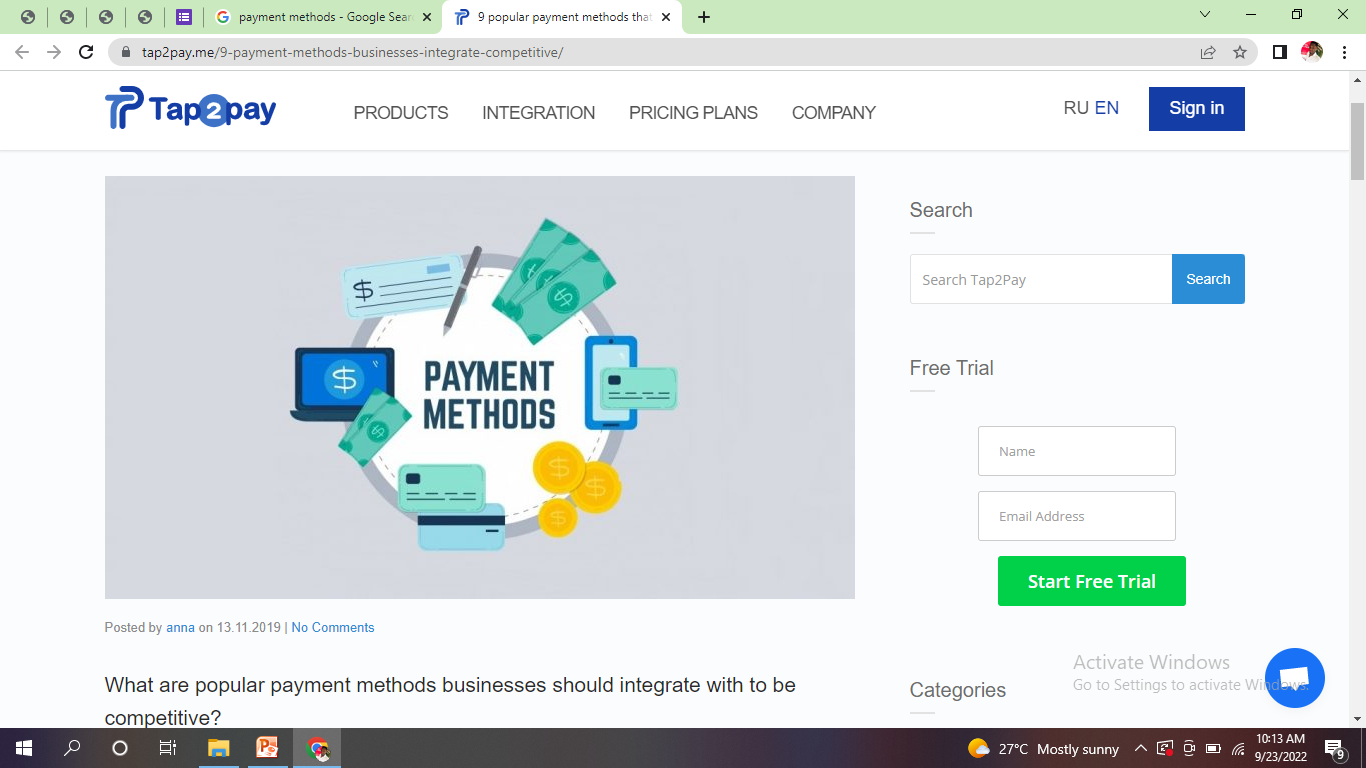 payment methods - Google Sear
9 popular payment methods that
tap2pay.me/9-payment-methods-businesses-integrate-competitive/
Tap2pay
PRODUCTS
INTEGRATION
PRICING PLANS
COMPANY
RU EN
Sign in
$
$
$
PAYMENT
METHODS
$
$
$
$
Posted by anna on 13.11.2019 | No Comments
What are popular payment methods businesses should integrate with to be
competitive?
Search
Search Tap2Pay
Search
Free Trial
Name
Email Address
Start Free Trial
Categories
Activate Windows
Go to Settings to activate Windows.
27°C Mostly sunny
10:13 AM
9/23/2022
9